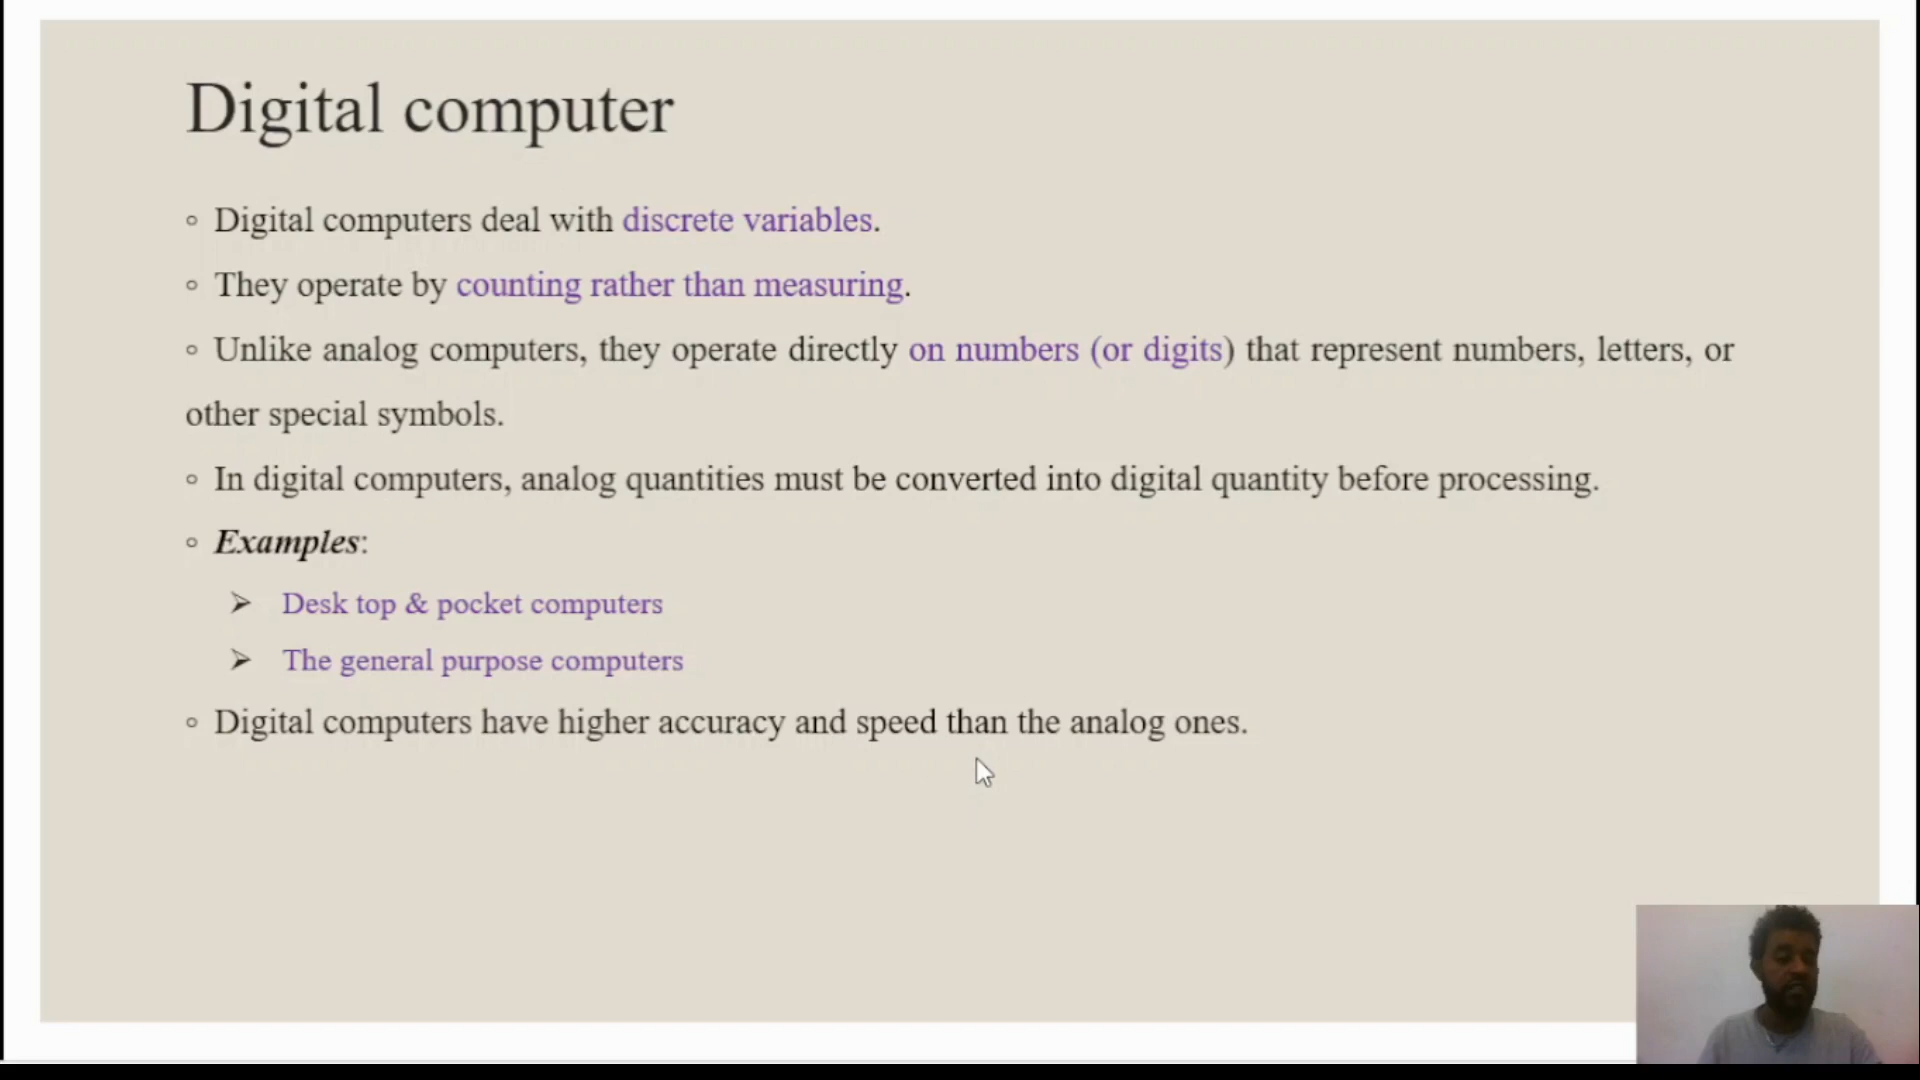 Digital computer
◦ Digital computers deal with discrete variables.
◦ They operate by counting rather than measuring.
◦ Unlike analog computers, they operate directly on numbers (or digits) that represent numbers, letters, or
other special symbols.
◦ In digital computers, analog quantities must be converted into digital quantity before processing.
◦ Examples:
➢ Desk top & pocket computers
➢ The general purpose computers
◦ Digital computers have higher accuracy and speed than the analog ones.